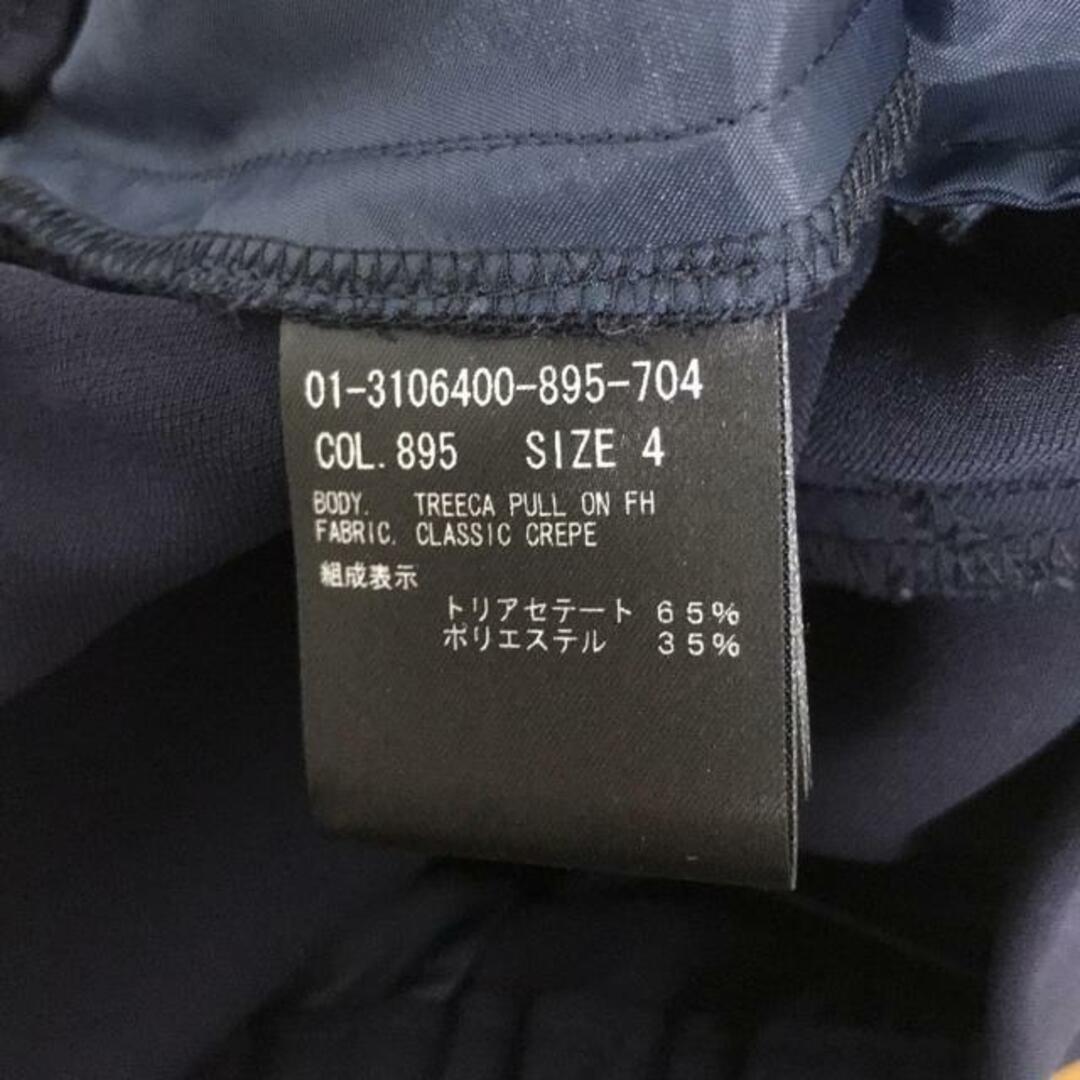 01-3106400-895-704
COL.895 SIZE 4
BODY. TREECA PULL ON FH
FABRIC. CLASSIC CREPE
組成表示
トリアセテート 65%
ポリエステル 35%